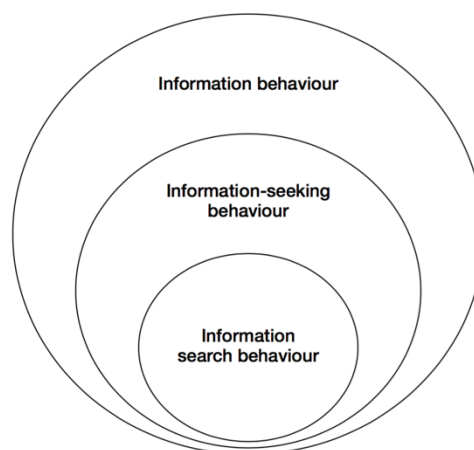 Information behaviour
Information-seeking
behaviour
Information
search behaviour